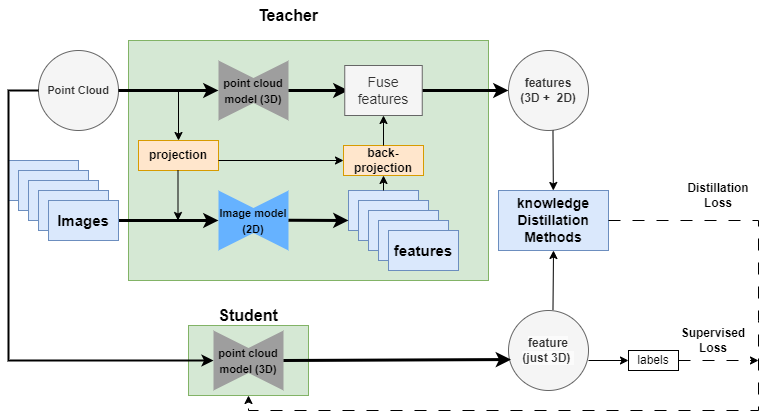 Teacher
Point Cloud
point cloud
model (3D)
Fuse
features
features
(3D + 2D)
projection
back-
projection
Images
Image model
(2D)
features
knowledge
Distillation
Methods
Distillation
Loss
Student
point cloud
model (3D)
feature
(just 3D)
labels
Supervised
Loss